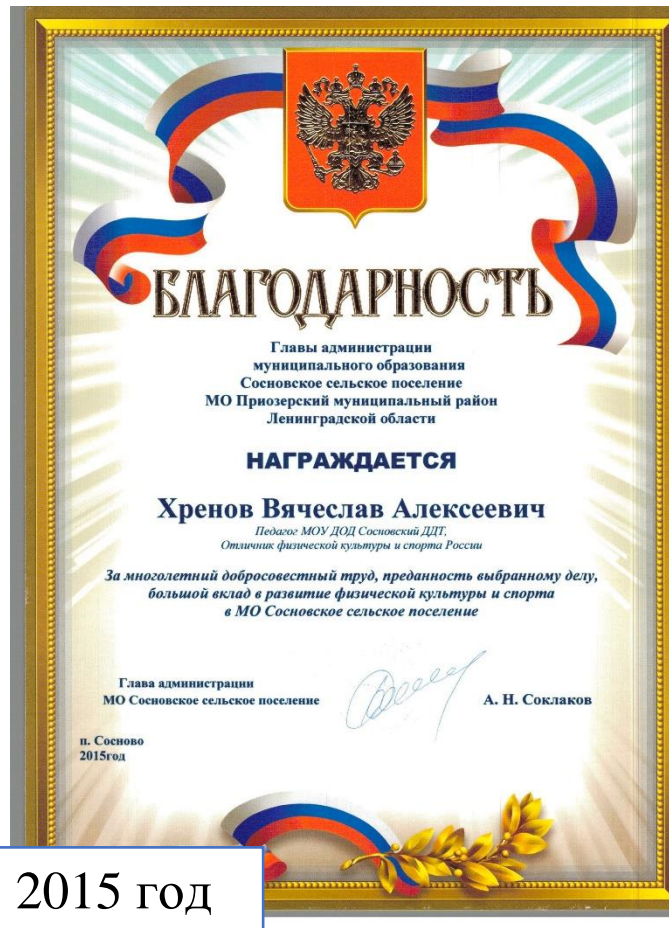 БЛАГОДАРНОСТЬ
Главы администрации
муниципального образования
Сосновское сельское поселение
МО Приозерский муниципальный район
Ленинградской области
НАГРАЖДАЕТСЯ
Хренов Вячеслав Алексеевич
Педагог МОУ ДОД Сосновский ДДТ,
Отличник физической культуры и спорта России
За многолетний добросовестный труд, преданность выбранному делу,
большой вклад в развитие физической культуры и спорта
в МО Сосновское сельское поселение
Глава администрации
МО Сосновское сельское поселение
А. Н. Соклаков
п. Сосново
2015год
2015 год